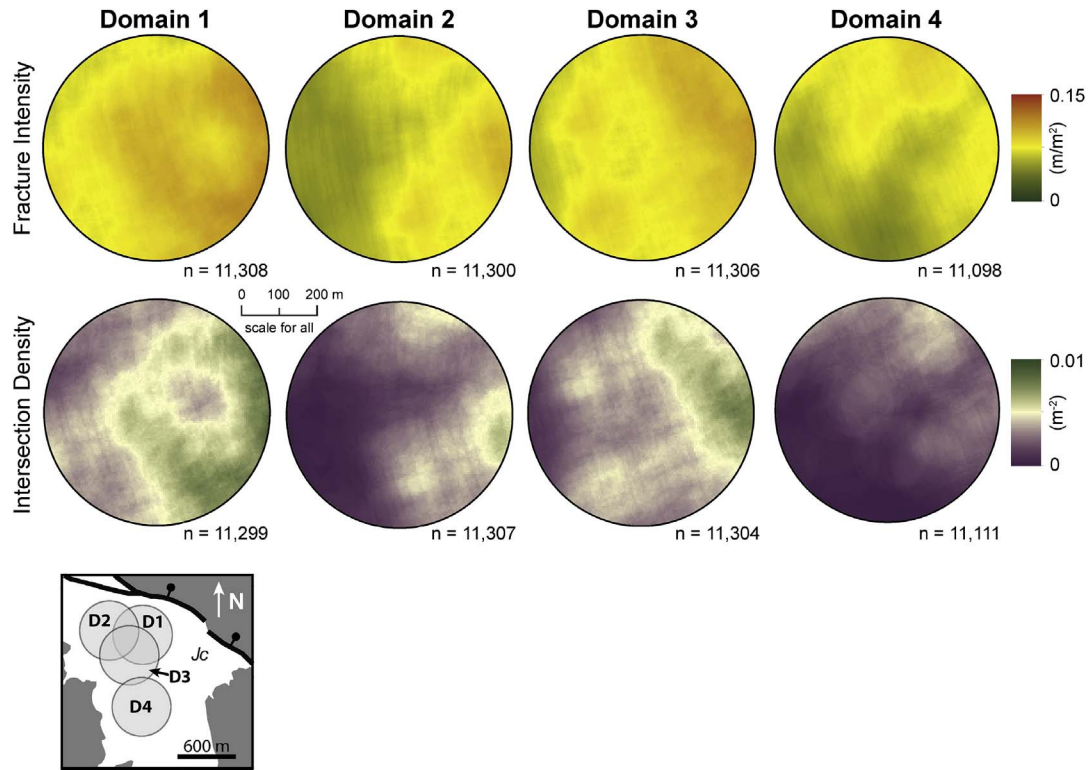 Domain 1 Domain 2 Domain 3 Domain 4
Fracture Intensity
0.15
(m/m²)
0
n = 11,308 n = 11,300 n = 11,306 n = 11,098
0 100 200 m
scale for all
Intersection Density
0.01
(m⁻²)
0
n = 11,299 n = 11,307 n = 11,304 n = 11,111
N
D2 D1
Jc
D3
D4
600 m